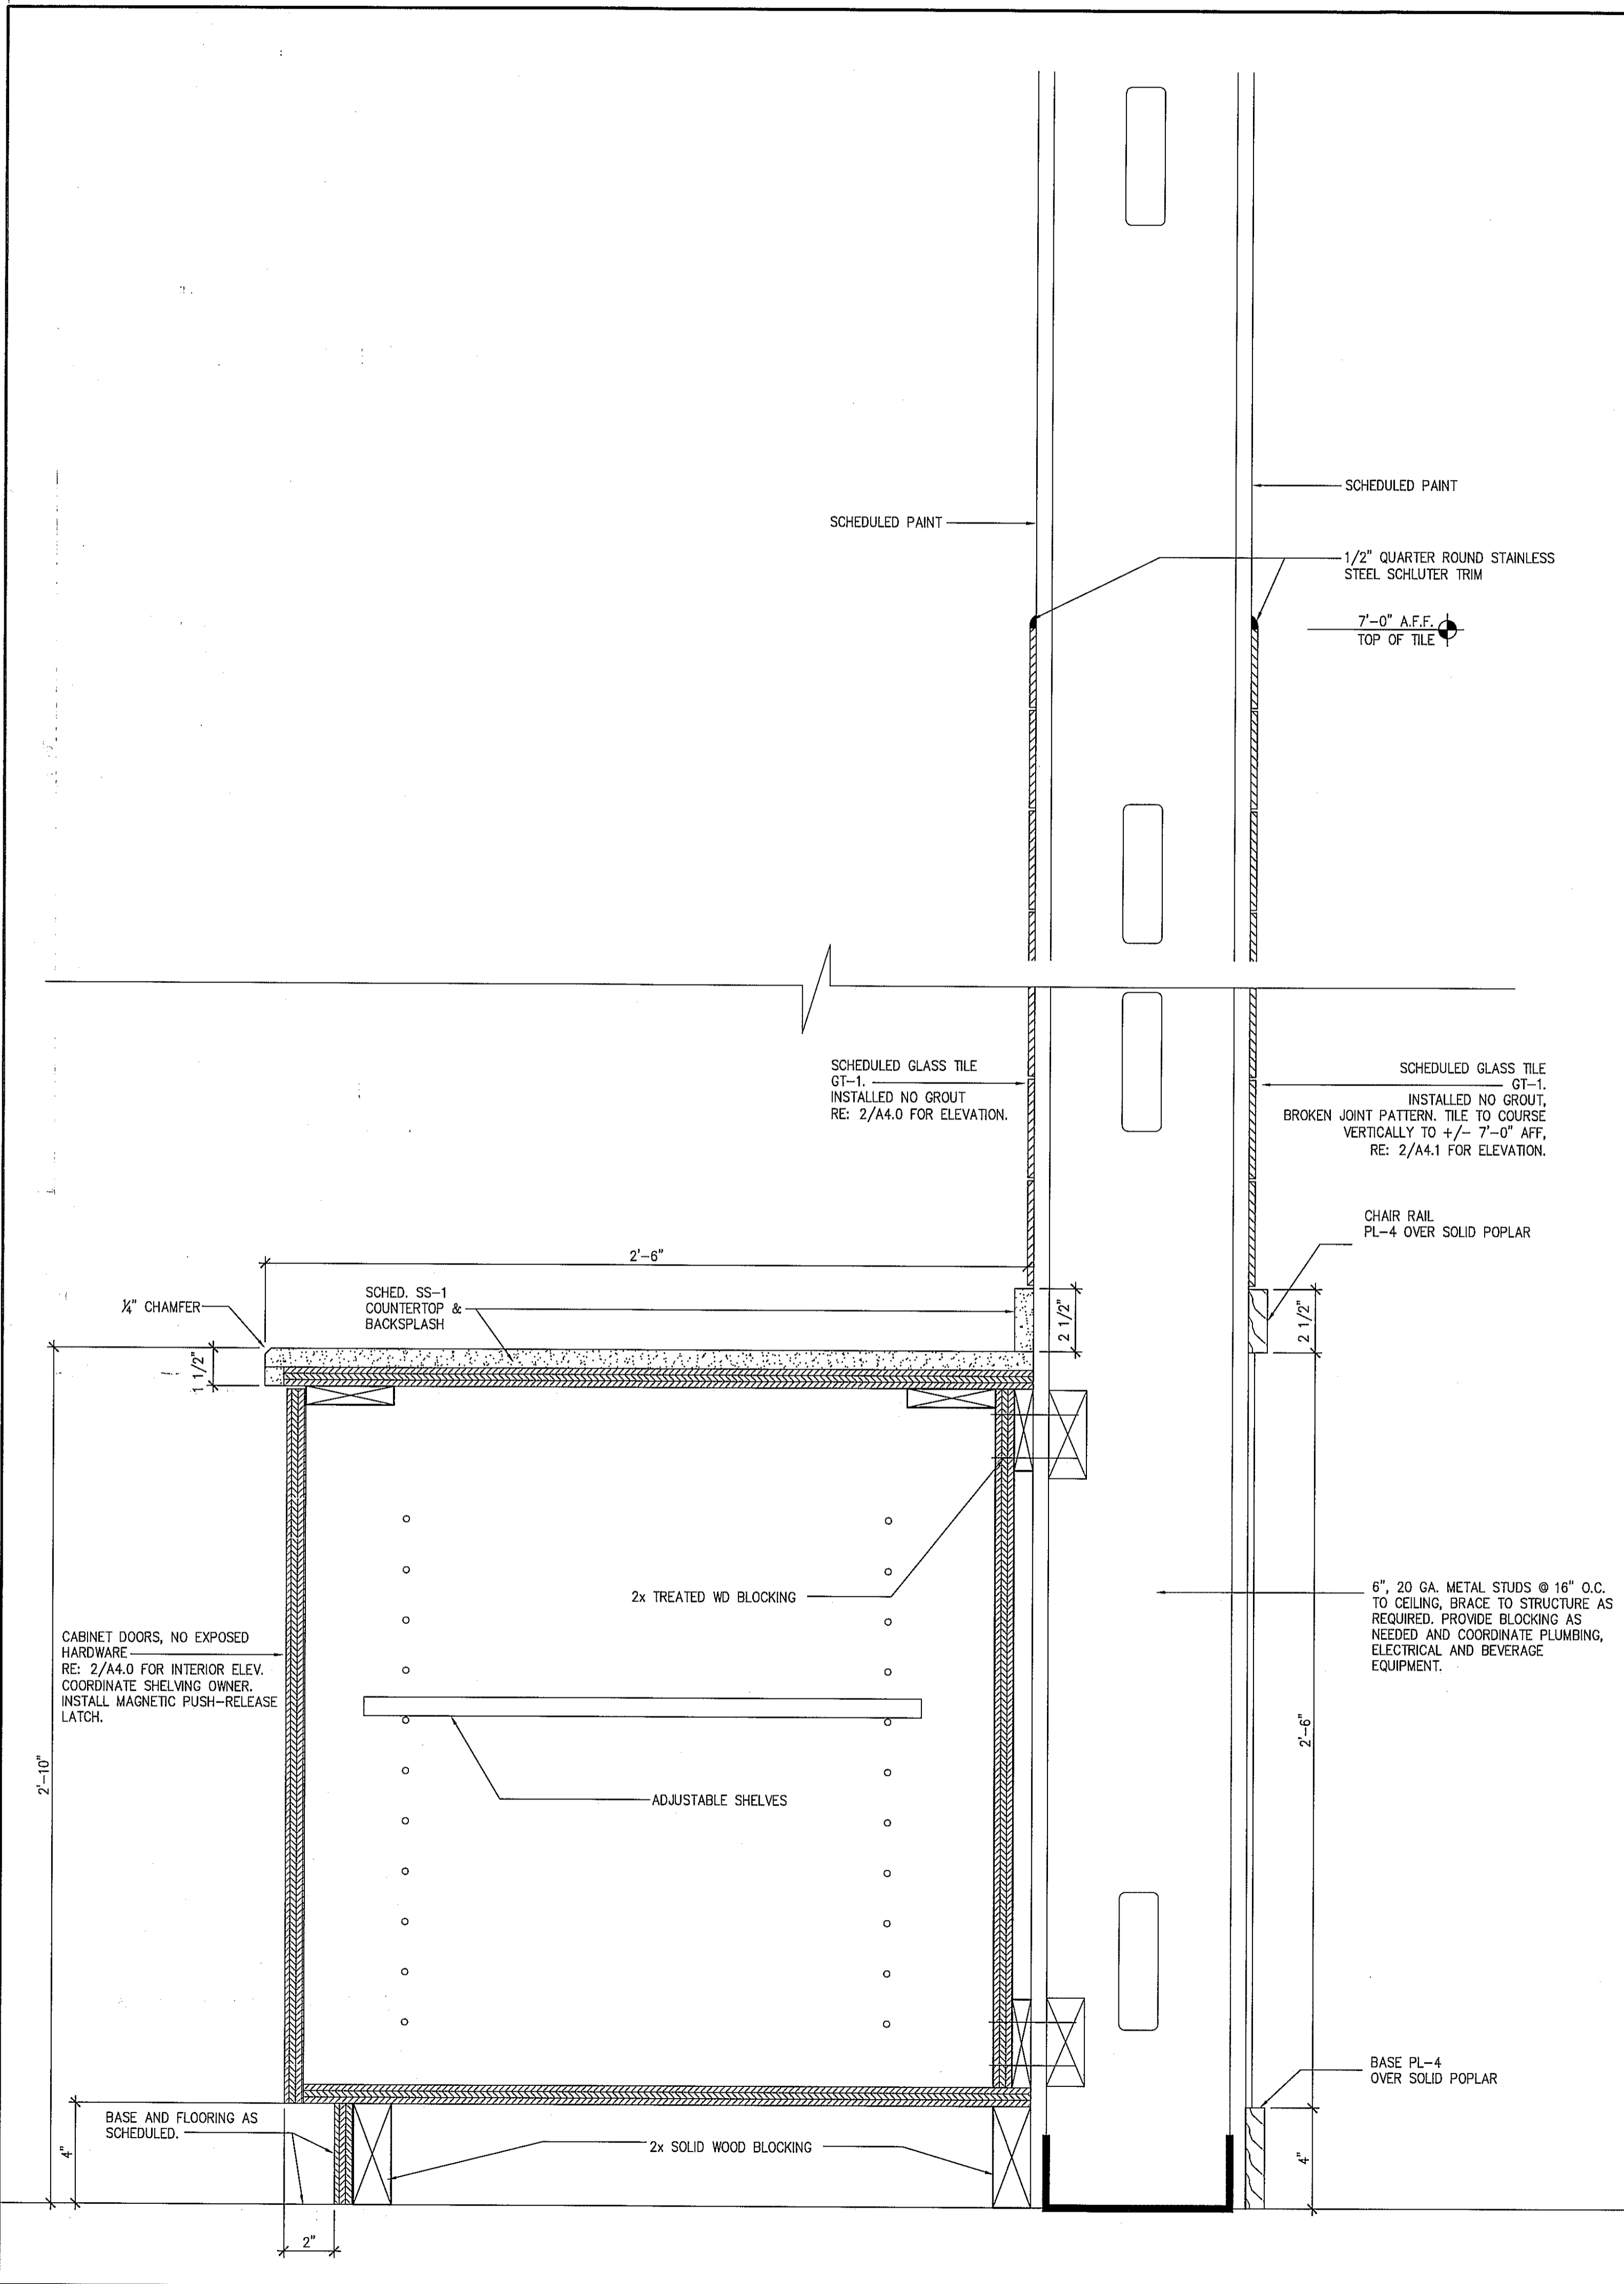 SCHEDULED PAINT
SCHEDULED PAINT
1/2" QUARTER ROUND STAINLESS
STEEL SCHLUTER TRIM
7'-0" A.F.F.
TOP OF TILE
SCHEDULED GLASS TILE
GT-1.
INSTALLED NO GROUT
RE: 2/A4.0 FOR ELEVATION.
SCHEDULED GLASS TILE
GT-1.
INSTALLED NO GROUT,
BROKEN JOINT PATTERN. TILE TO COURSE
VERTICALLY TO +/- 7'-0" AFF,
RE: 2/A4.1 FOR ELEVATION.
CHAIR RAIL
PL-4 OVER SOLID POPLAR
2'-6"
¼" CHAMFER
SCHED. SS-1
COUNTERTOP &
BACKSPLASH
2 1/2"
2 1/2"
1 1/2"
2x TREATED WD BLOCKING
6", 20 GA. METAL STUDS @ 16" O.C.
TO CEILING, BRACE TO STRUCTURE AS
REQUIRED. PROVIDE BLOCKING AS
NEEDED AND COORDINATE PLUMBING,
ELECTRICAL AND BEVERAGE
EQUIPMENT.
CABINET DOORS, NO EXPOSED
HARDWARE
RE: 2/A4.0 FOR INTERIOR ELEV.
COORDINATE SHELVING OWNER.
INSTALL MAGNETIC PUSH-RELEASE
LATCH.
2'-6"
2'-10"
ADJUSTABLE SHELVES
BASE PL-4
OVER SOLID POPLAR
BASE AND FLOORING AS
SCHEDULED.
2x SOLID WOOD BLOCKING
4"
4"
2"